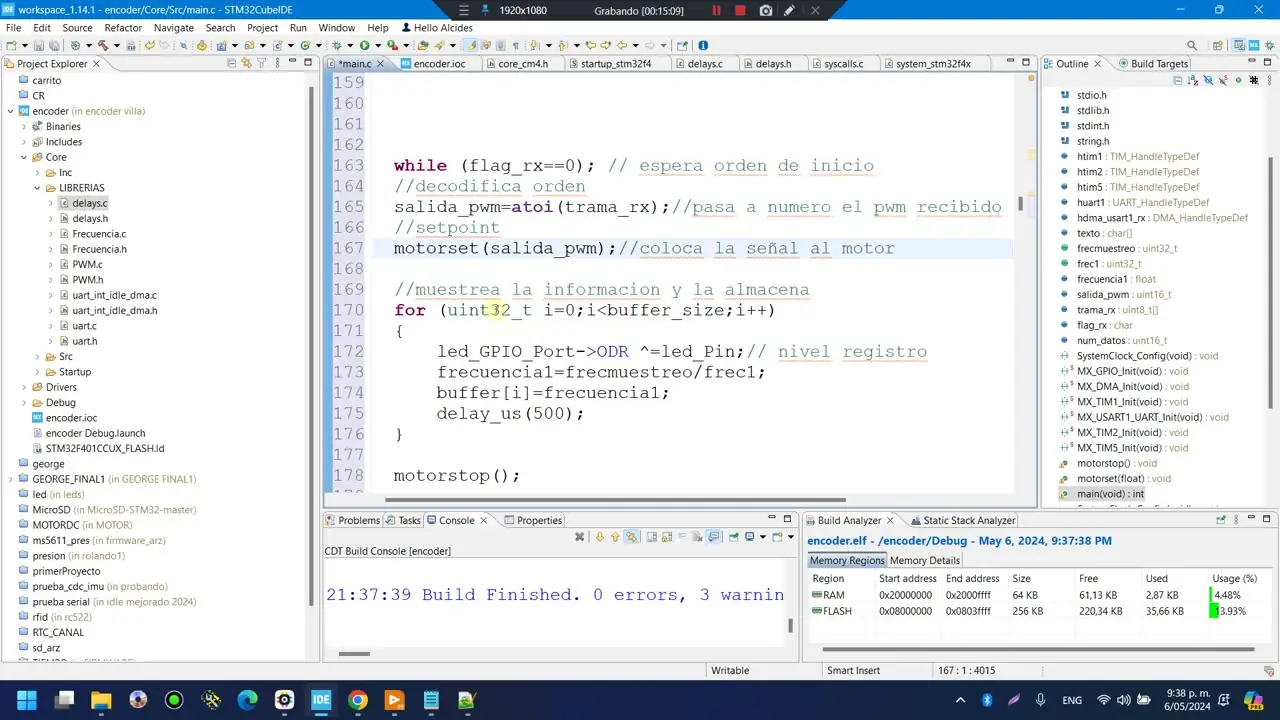 workspace_1.14.1 - encoder/Core/Src/main.c - STM32CubeIDE
1920x1080
Grabando (00:15:09)
File Edit Source Refactor Navigate Search Project Run Window Help Hello Alcides
Project Explorer
carrito
CR
encoder (in encoder villa)
Binaries
Includes
Core
Inc
LIBRERIAS
delays.c
delays.h
Frecuencia.c
Frecuencia.h
PWM.c
PWM.h
uart_int_idle_dma.c
uart_int_idle_dma.h
uart.c
uart.h
Src
Startup
Drivers
Debug
encoder.ioc
encoder Debug.launch
STM32F401CCUX_FLASH.ld
george
GEORGE_FINAL1 (in GEORGE FINAL1)
led (in leds)
MicroSD (in MicroSD-STM32-master)
MOTORDC (in MOTOR)
ms5611_pres (in firmware_arz)
presion (in rolando1)
primerProyecto
prueba_cdc_imu (in probando)
prueba serial (in idle mejorado 2024)
rfid (in rc522)
RTC_CANAL
sd_arz
*main.c encoder.ioc core_cm4.h startup_stm32f4 delays.c delays.h syscalls.c system_stm32f4x
159
160
161
162
163 while (flag_rx==0); // espera orden de inicio
164 //decodifica orden
165 salida_pwm=atoi(trama_rx);//pasa a numero el pwm recibido
166 //setpoint
167 motorset(salida_pwm);//coloca la señal al motor
168
169 //muestrea la informacion y la almacena
170 for (uint32_t i=0;i<buffer_size;i++)
171 {
172 led_GPIO_Port->ODR ^=led_Pin;// nivel registro
173 frecuencia1=frecmuestreo/frec1;
174 buffer[i]=frecuencia1;
175 delay_us(500);
176 }
177
178 motorstop();
Outline Build Targets
stdio.h
stdlib.h
stdint.h
string.h
htim1 : TIM_HandleTypeDef
htim2 : TIM_HandleTypeDef
htim5 : TIM_HandleTypeDef
huart1 : UART_HandleTypeDef
hdma_usart1_rx : DMA_HandleTypeDef
texto : char[]
frecmuestreo : uint32_t
frec1 : uint32_t
frecuencia1 : float
salida_pwm : uint16_t
trama_rx : uint8_t[]
flag_rx : char
num_datos : uint16_t
SystemClock_Config(void) : void
MX_GPIO_Init(void) : void
MX_DMA_Init(void) : void
MX_TIM1_Init(void) : void
MX_USART1_UART_Init(void) : void
MX_TIM2_Init(void) : void
MX_TIM5_Init(void) : void
motorstop() : void
motorset(float) : void
main(void) : int
Problems Tasks Console Properties
CDT Build Console [encoder]
21:37:39 Build Finished. 0 errors, 3 warnin
Build Analyzer Static Stack Analyzer
encoder.elf - /encoder/Debug - May 6, 2024, 9:37:38 PM
Memory Regions Memory Details
Region Start address End address Size Free Used Usage (%)
RAM 0x20000000 0x2000ffff 64 KB 61,13 KB 2,87 KB 4.48%
FLASH 0x08000000 0x0803ffff 256 KB 220,34 KB 35,66 KB 13.93%
Writable Smart Insert 167 : 1 : 4015
IDE
ENG
9:38 p. m.
6/05/2024